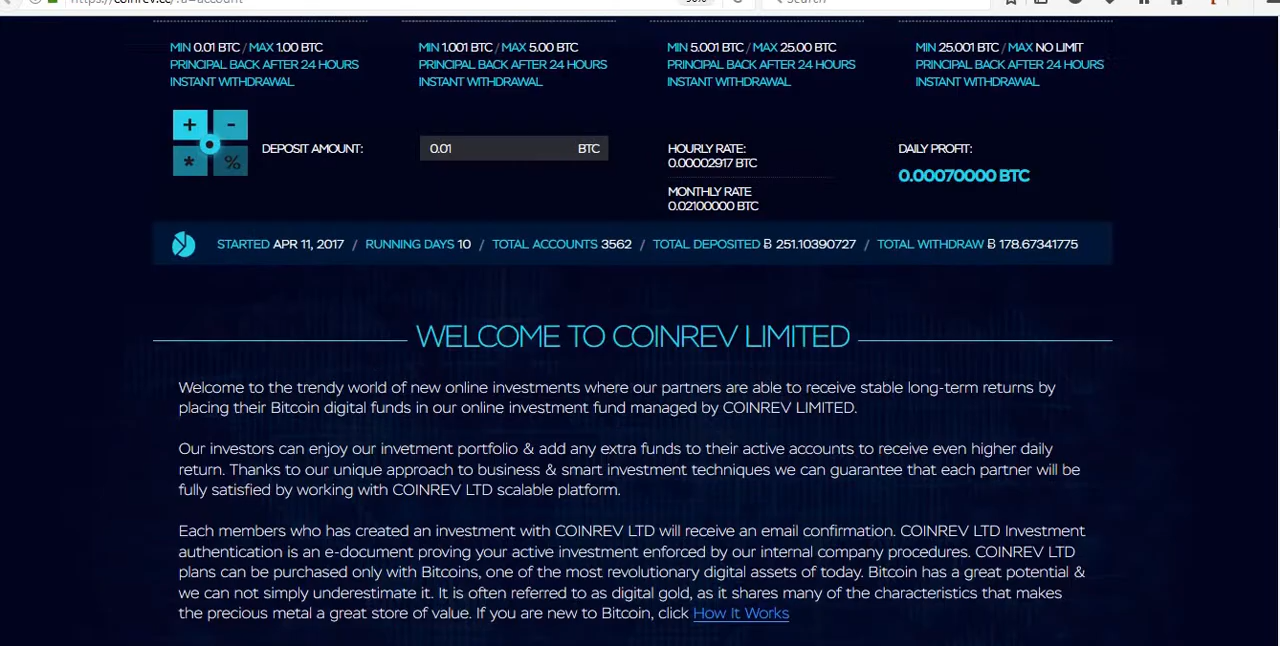 https://coinrev.cc/?a=account
Search
MIN 0.01 BTC / MAX 1.00 BTC
PRINCIPAL BACK AFTER 24 HOURS
INSTANT WITHDRAWAL
MIN 1.001 BTC / MAX 5.00 BTC
PRINCIPAL BACK AFTER 24 HOURS
INSTANT WITHDRAWAL
MIN 5.001 BTC / MAX 25.00 BTC
PRINCIPAL BACK AFTER 24 HOURS
INSTANT WITHDRAWAL
MIN 25.001 BTC / MAX NO LIMIT
PRINCIPAL BACK AFTER 24 HOURS
INSTANT WITHDRAWAL
+ -
* %
DEPOSIT AMOUNT:
0.01 BTC
HOURLY RATE:
0.00002917 BTC
MONTHLY RATE
0.02100000 BTC
DAILY PROFIT:
0.00070000 BTC
STARTED APR 11, 2017 / RUNNING DAYS 10 / TOTAL ACCOUNTS 3562 / TOTAL DEPOSITED Ƀ 251.10390727 / TOTAL WITHDRAW Ƀ 178.67341775
WELCOME TO COINREV LIMITED
Welcome to the trendy world of new online investments where our partners are able to receive stable long-term returns by
placing their Bitcoin digital funds in our online investment fund managed by COINREV LIMITED.
Our investors can enjoy our invetment portfolio & add any extra funds to their active accounts to receive even higher daily
return. Thanks to our unique approach to business & smart investment techniques we can guarantee that each partner will be
fully satisfied by working with COINREV LTD scalable platform.
Each members who has created an investment with COINREV LTD will receive an email confirmation. COINREV LTD Investment
authentication is an e-document proving your active investment enforced by our internal company procedures. COINREV LTD
plans can be purchased only with Bitcoins, one of the most revolutionary digital assets of today. Bitcoin has a great potential &
we can not simply underestimate it. It is often referred to as digital gold, as it shares many of the characteristics that makes
the precious metal a great store of value. If you are new to Bitcoin, click How It Works